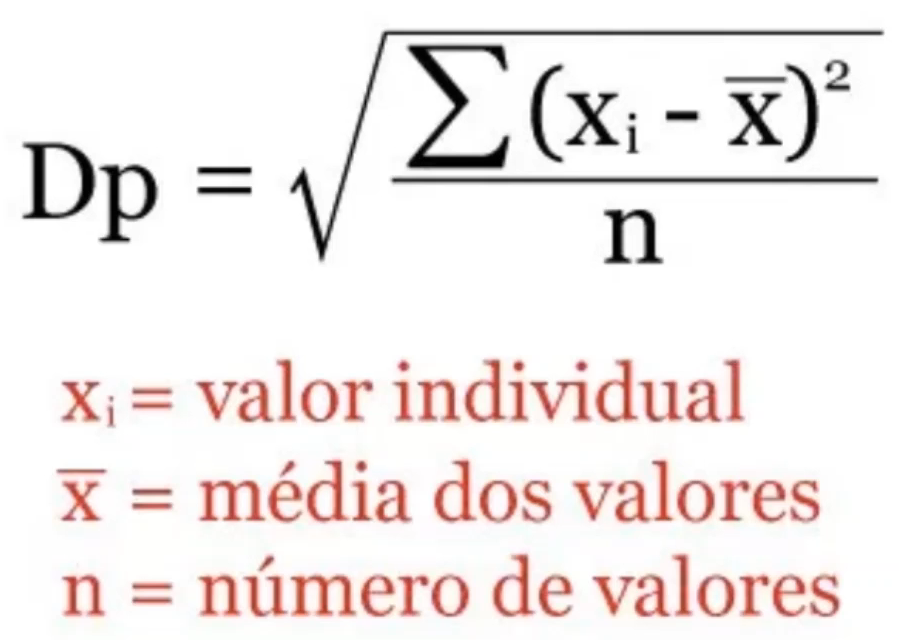 Dp = √ ∑ (xᵢ - x̅)²
n
xᵢ = valor individual
x̅ = média dos valores
n = número de valores